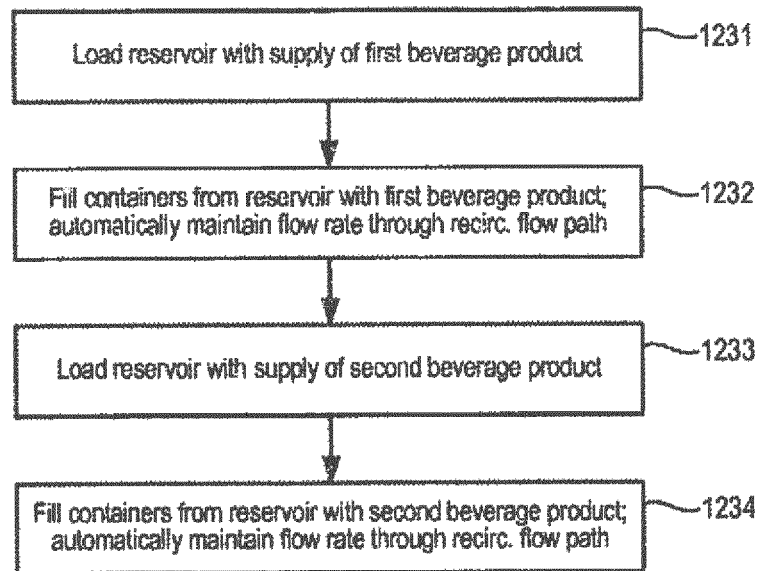 Load reservoir with supply of first beverage product
1231
Fill containers from reservoir with first beverage product;
automatically maintain flow rate through recirc. flow path
1232
Load reservoir with supply of second beverage product
1233
Fill containers from reservoir with second beverage product;
automatically maintain flow rate through recirc. flow path
1234